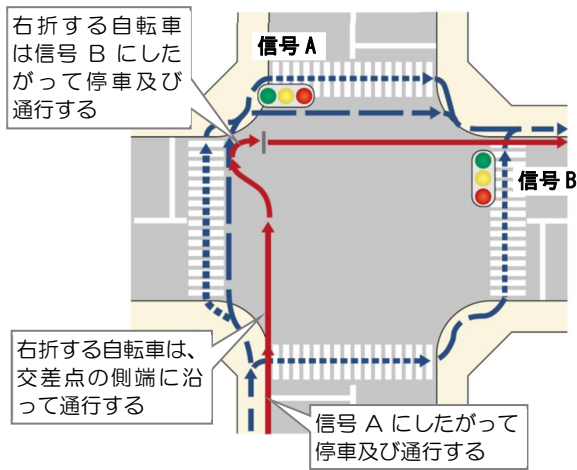 右折する自転車
は信号 B にした
がって停車及び
通行する
信号 A
信号 B
右折する自転車は、
交差点の側端に沿
って通行する
信号 A にしたがって
停車及び通行する